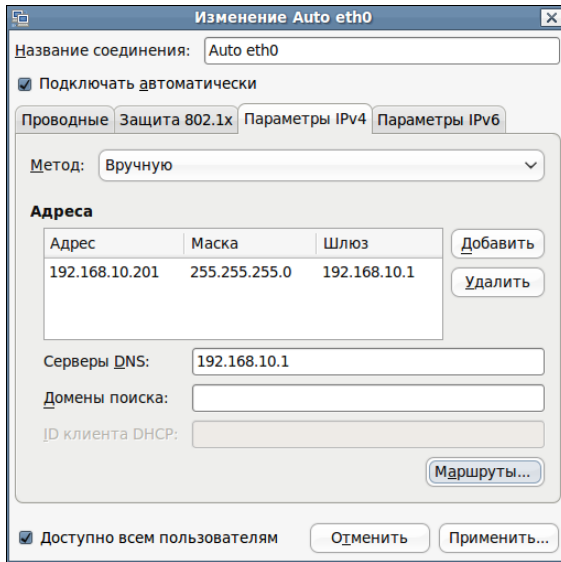 Изменение Auto eth0
Название соединения: Auto eth0
Подключать автоматически
Проводные Защита 802.1x Параметры IPv4 Параметры IPv6
Метод: Вручную
Адреса
Адрес Маска Шлюз Добавить
192.168.10.201 255.255.255.0 192.168.10.1 Удалить
Серверы DNS: 192.168.10.1
Домены поиска:
ID клиента DHCP:
Маршруты...
Доступно всем пользователям Отменить Применить...